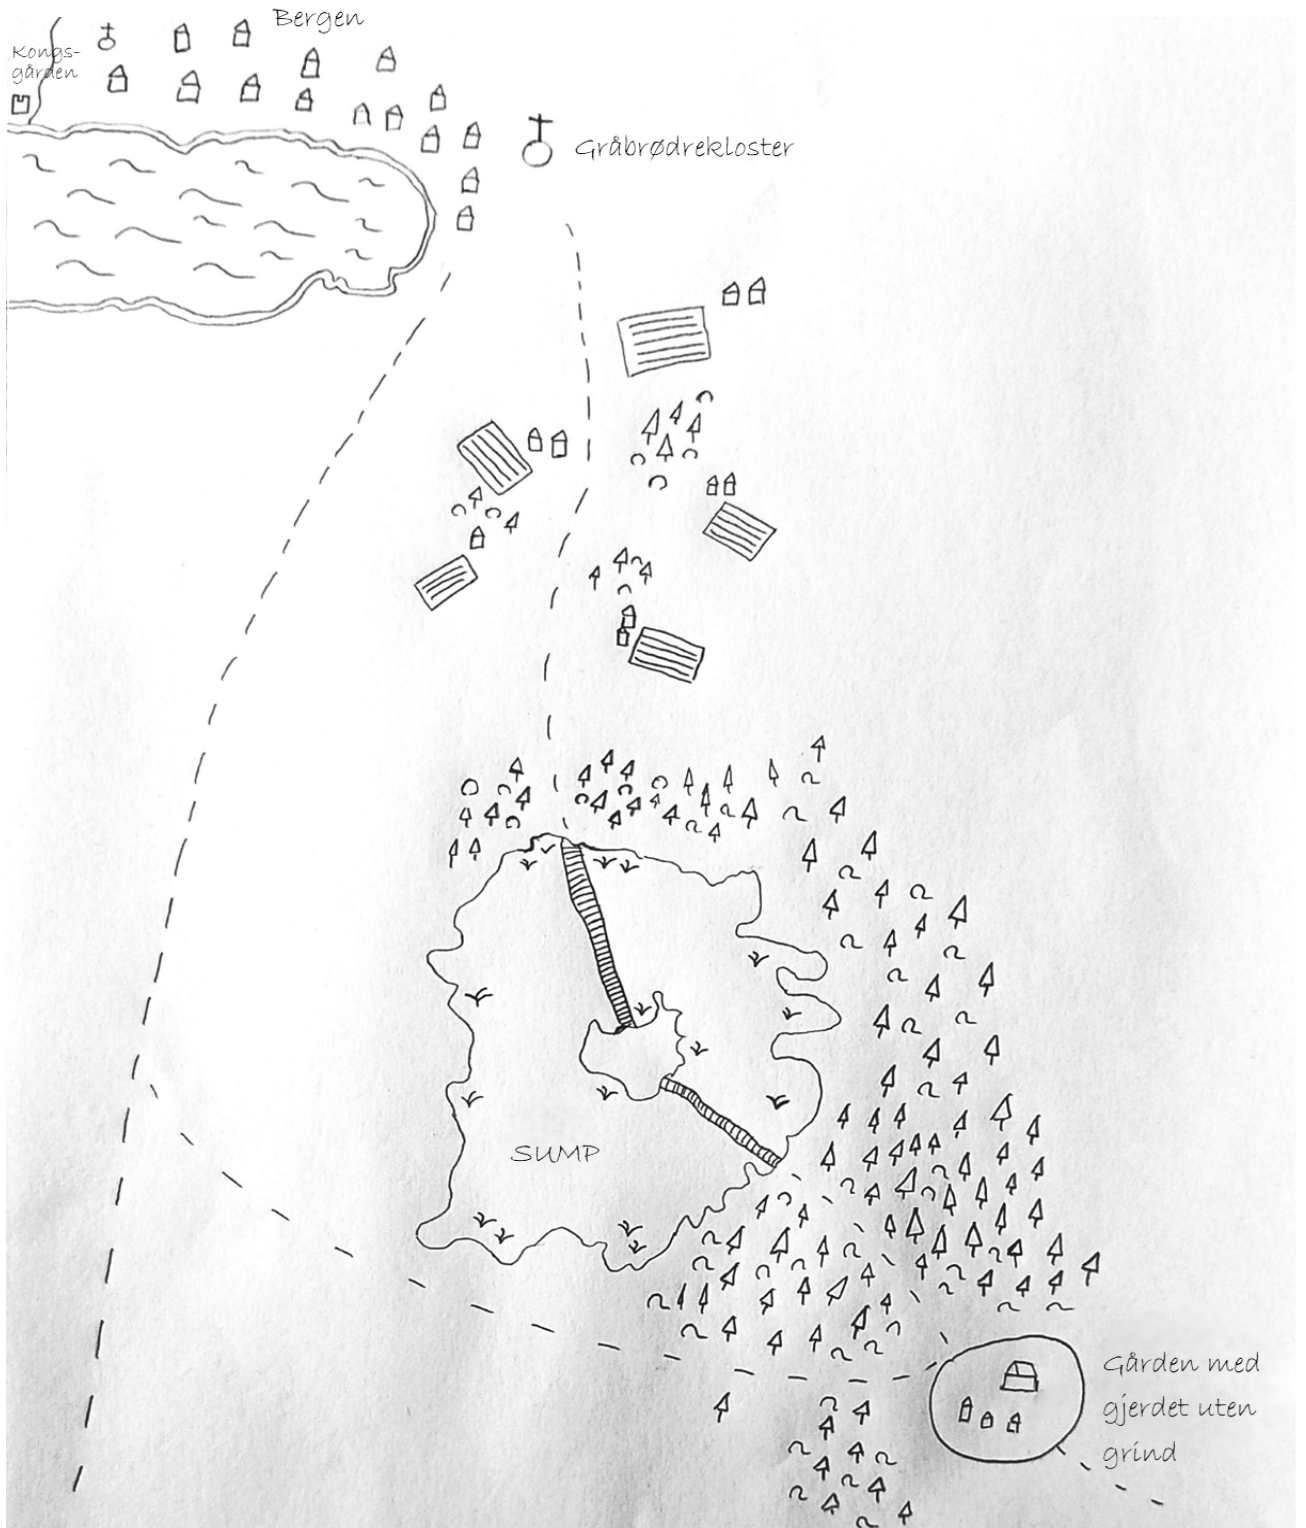 Bergen
Kongs-
gården
Gråbrødrekloster
SUMP
Gården med
gjerdet uten
grind